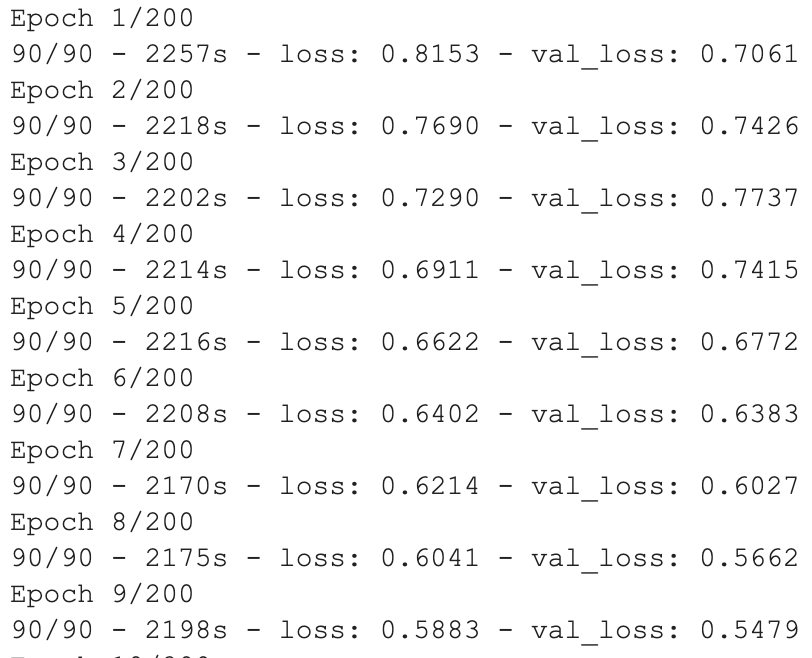 Epoch 1/200
90/90 - 2257s - loss: 0.8153 - val_loss: 0.7061
Epoch 2/200
90/90 - 2218s - loss: 0.7690 - val_loss: 0.7426
Epoch 3/200
90/90 - 2202s - loss: 0.7290 - val_loss: 0.7737
Epoch 4/200
90/90 - 2214s - loss: 0.6911 - val_loss: 0.7415
Epoch 5/200
90/90 - 2216s - loss: 0.6622 - val_loss: 0.6772
Epoch 6/200
90/90 - 2208s - loss: 0.6402 - val_loss: 0.6383
Epoch 7/200
90/90 - 2170s - loss: 0.6214 - val_loss: 0.6027
Epoch 8/200
90/90 - 2175s - loss: 0.6041 - val_loss: 0.5662
Epoch 9/200
90/90 - 2198s - loss: 0.5883 - val_loss: 0.5479